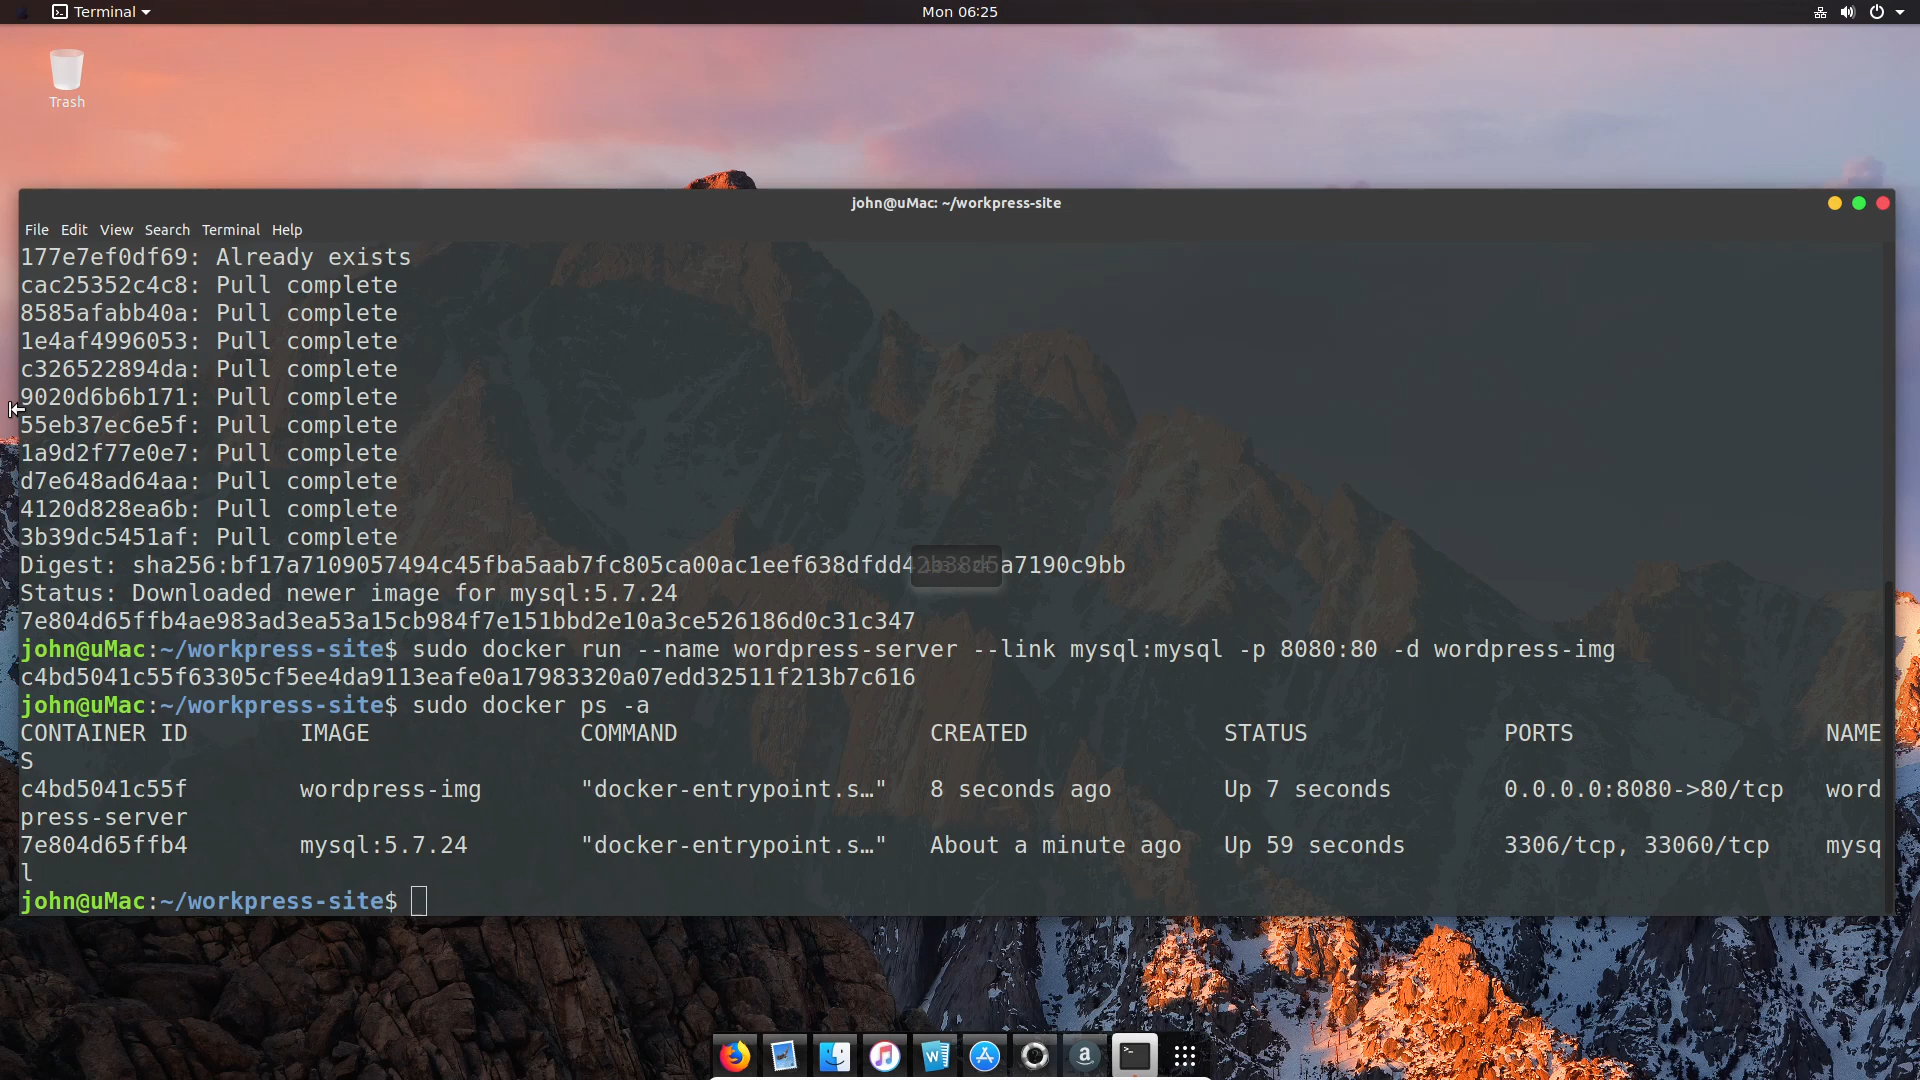 Terminal
Mon 06:25
Trash
john@uMac: ~/workpress-site
File Edit View Search Terminal Help
177e7ef0df69: Already exists
cac25352c4c8: Pull complete
8585afabb40a: Pull complete
1e4af4996053: Pull complete
c326522894da: Pull complete
9020d6b6b171: Pull complete
55eb37ec6e5f: Pull complete
1a9d2f77e0e7: Pull complete
d7e648ad64aa: Pull complete
4120d828ea6b: Pull complete
3b39dc5451af: Pull complete
Digest: sha256:bf17a7109057494c45fba5aab7fc805ca00ac1eef638dfdd42b38d5a7190c9bb
Status: Downloaded newer image for mysql:5.7.24
7e804d65ffb4ae983ad3ea53a15cb984f7e151bbd2e10a3ce526186d0c31c347
john@uMac:~/workpress-site$ sudo docker run --name wordpress-server --link mysql:mysql -p 8080:80 -d wordpress-img
c4bd5041c55f63305cf5ee4da9113eafe0a17983320a07edd32511f213b7c616
john@uMac:~/workpress-site$ sudo docker ps -a
CONTAINER ID        IMAGE               COMMAND                  CREATED              STATUS              PORTS                  NAME
S
c4bd5041c55f        wordpress-img       "docker-entrypoint.s…"   8 seconds ago        Up 7 seconds        0.0.0.0:8080->80/tcp   word
press-server
7e804d65ffb4        mysql:5.7.24        "docker-entrypoint.s…"   About a minute ago   Up 59 seconds       3306/tcp, 33060/tcp    mysq
l
john@uMac:~/workpress-site$